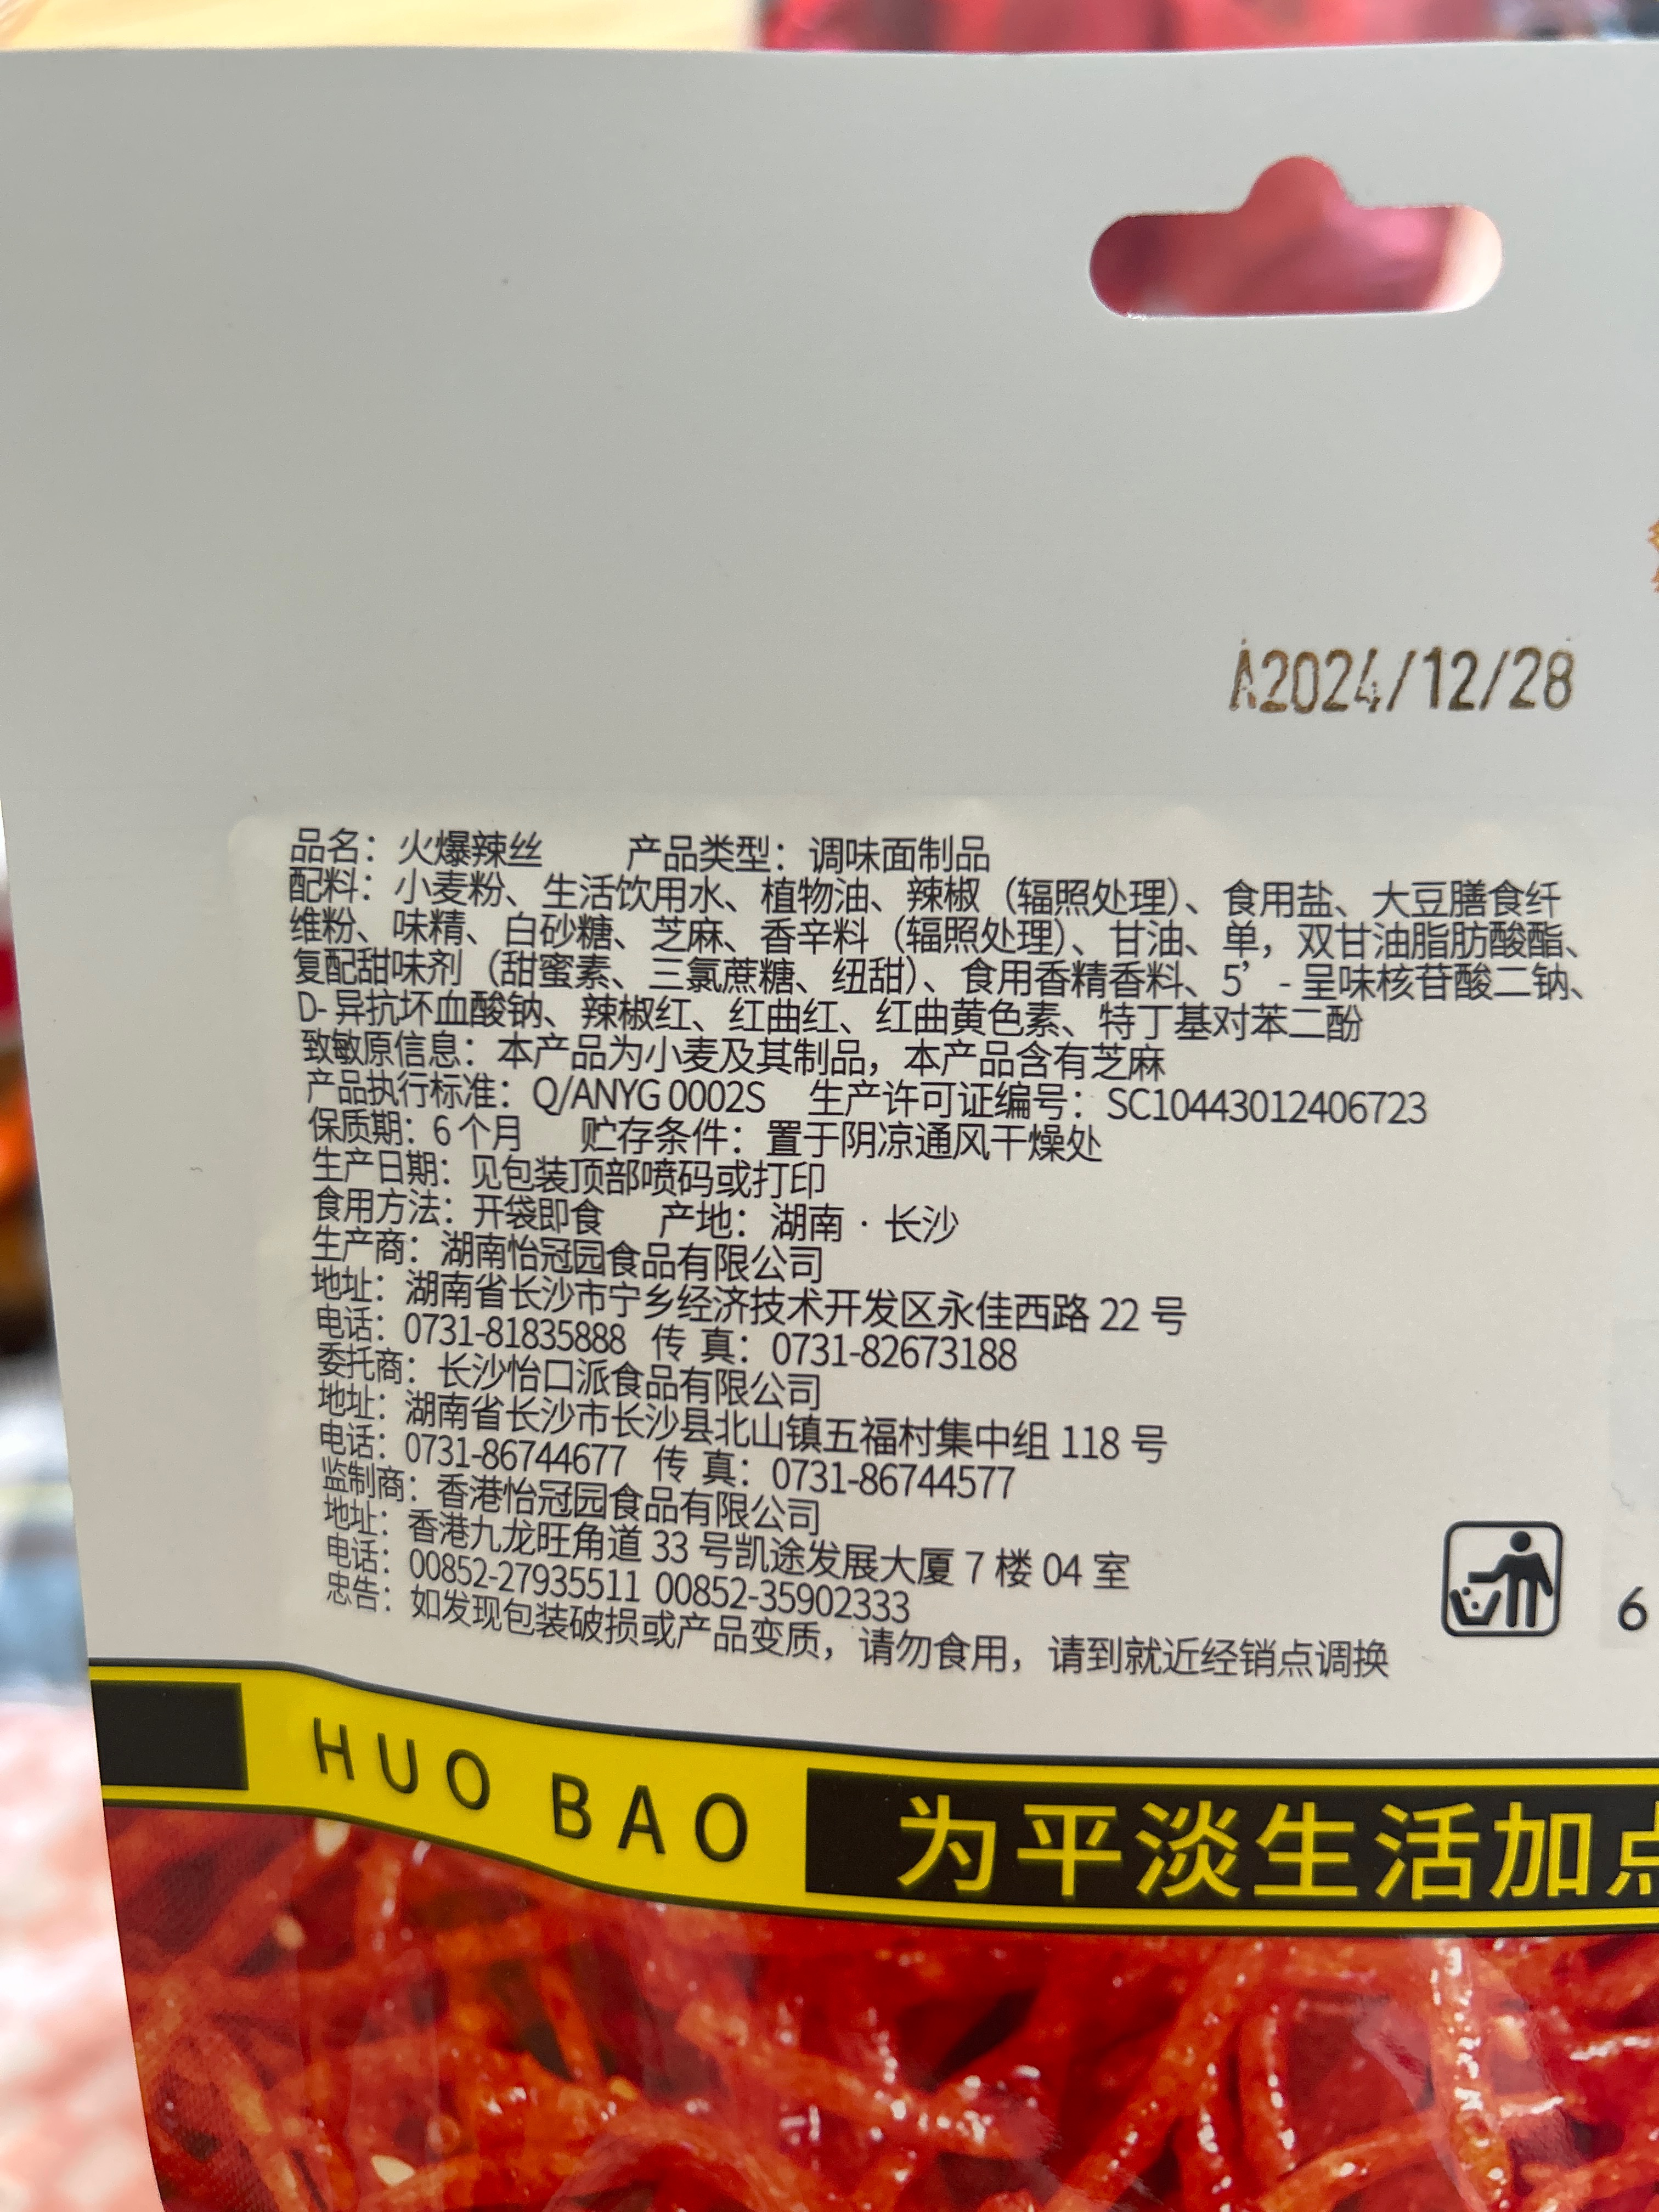 A2024/12/28
品名：火爆辣丝 产品类型：调味面制品
配料：小麦粉、生活饮用水、植物油、辣椒（辐照处理）、食用盐、大豆膳食纤
维粉、味精、白砂糖、芝麻、香辛料（辐照处理）、甘油、单，双甘油脂肪酸酯、
复配甜味剂（甜蜜素、三氯蔗糖、纽甜）、食用香精香料、5’-呈味核苷酸二钠、
D-异抗坏血酸钠、辣椒红、红曲红、红曲黄色素、特丁基对苯二酚
致敏原信息：本产品为小麦及其制品，本产品含有芝麻
产品执行标准：Q/ANYG 0002S 生产许可证编号：SC10443012406723
保质期：6个月 贮存条件：置于阴凉通风干燥处
生产日期：见包装顶部喷码或打印
食用方法：开袋即食 产地：湖南·长沙
生产商：湖南怡冠园食品有限公司
地址：湖南省长沙市宁乡经济技术开发区永佳西路 22 号
电话：0731-81835888 传 真：0731-82673188
委托商：长沙怡口派食品有限公司
地址：湖南省长沙市长沙县北山镇五福村集中组 118 号
电话：0731-86744677 传 真：0731-86744577
监制商：香港怡冠园食品有限公司
地址：香港九龙旺角道 33 号凯途发展大厦 7 楼 04 室
电话：00852-27935511 00852-35902333
忠告：如发现包装破损或产品变质，请勿食用，请到就近经销点调换
6
HUO BAO
为平淡生活加点